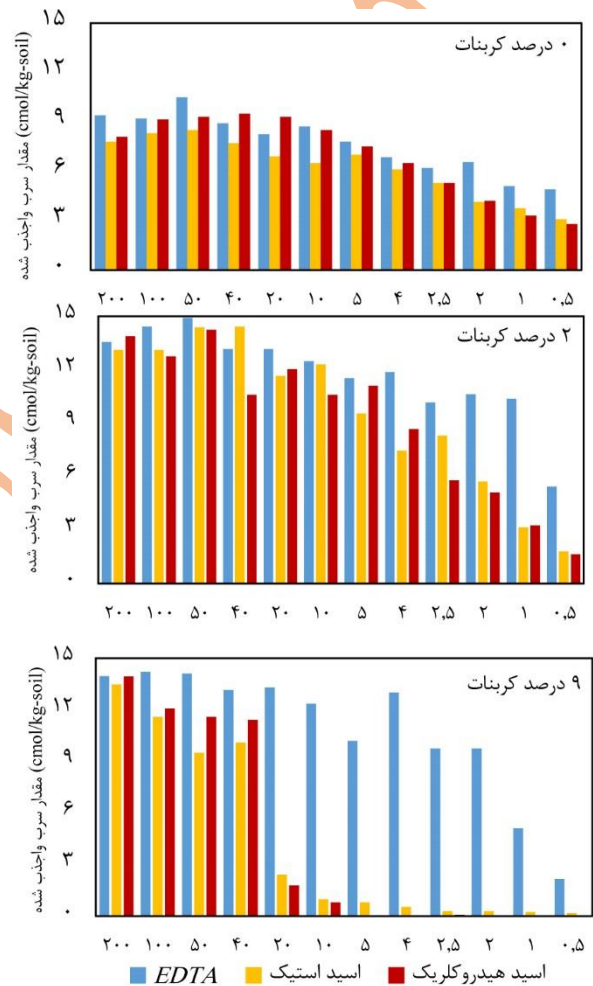 ۰ درصد کربنات
مقدار سرب واجذب شده (cmol/kg-soil)
۱۵
۱۲
۹
۶
۳
۰
۲۰۰ ۱۰۰ ۵۰ ۴۰ ۲۰ ۱۰ ۵ ۴ ۲,۵ ۲ ۱ ۰,۵
۲ درصد کربنات
مقدار سرب واجذب شده (cmol/kg-soil)
۱۵
۱۲
۹
۶
۳
۰
۲۰۰ ۱۰۰ ۵۰ ۴۰ ۲۰ ۱۰ ۵ ۴ ۲,۵ ۲ ۱ ۰,۵
۹ درصد کربنات
مقدار سرب واجذب شده (cmol/kg-soil)
۱۵
۱۲
۹
۶
۳
۰
۲۰۰ ۱۰۰ ۵۰ ۴۰ ۲۰ ۱۰ ۵ ۴ ۲,۵ ۲ ۱ ۰,۵
EDTA اسید استیک اسید هیدروکلریک